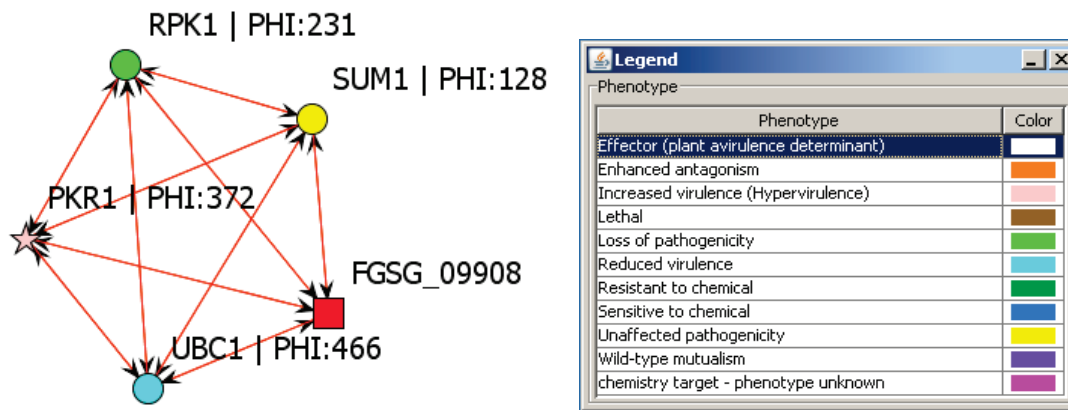 RPK1 | PHI:231
SUM1 | PHI:128
PKR1 | PHI:372
FGSG_09908
UBC1 | PHI:466
Legend
Phenotype
Phenotype Color
Effector (plant avirulence determinant)
Enhanced antagonism
Increased virulence (Hypervirulence)
Lethal
Loss of pathogenicity
Reduced virulence
Resistant to chemical
Sensitive to chemical
Unaffected pathogenicity
Wild-type mutualism
chemistry target - phenotype unknown